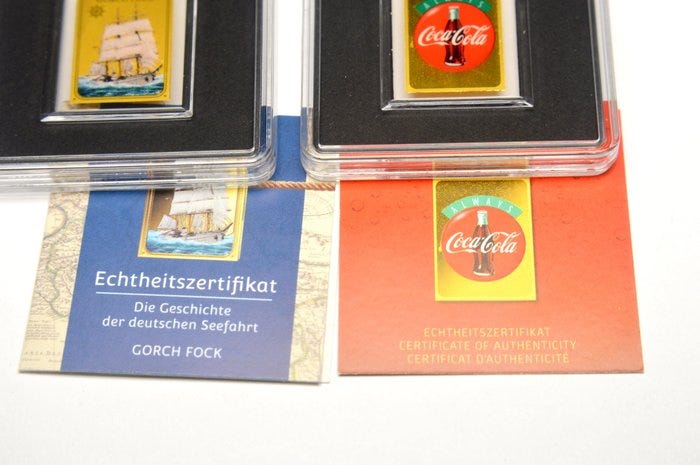 ALWAYS
Coca-Cola
ALWAYS
Coca-Cola
Echtheitszertifikat
Die Geschichte
der deutschen Seefahrt
GORCH FOCK
ECHTHEITSZERTIFIKAT
CERTIFICATE OF AUTHENTICITY
CERTIFICAT D'AUTHENTICITÉ